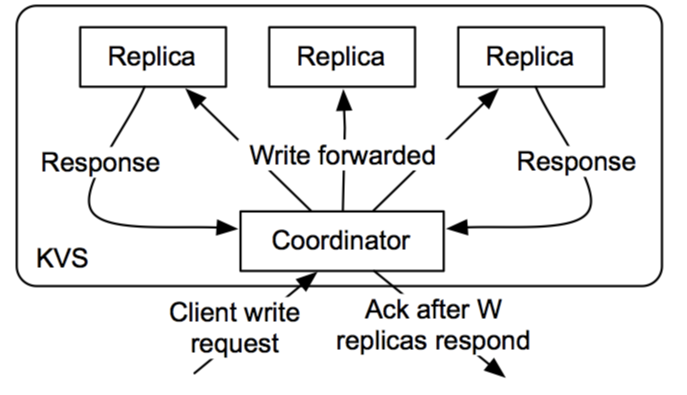 Replica
Replica
Replica
Write forwarded
Response
Response
Coordinator
KVS
Client write
request
Ack after W
replicas respond